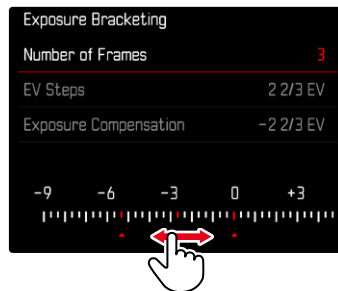 Exposure Bracketing
Number of Frames 3
EV Steps 2 2/3 EV
Exposure Compensation -2 2/3 EV
-9 -6 -3 0 +3